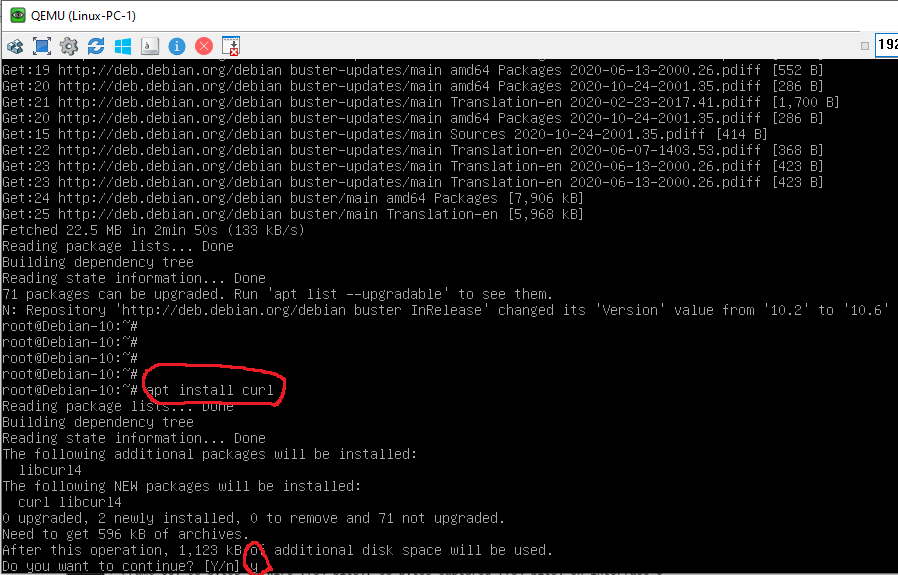 QEMU (Linux-PC-1)
192
Get:19 http://deb.debian.org/debian buster-updates/main amd64 Packages 2020-06-13-2000.26.pdiff [552 B]
Get:20 http://deb.debian.org/debian buster-updates/main amd64 Packages 2020-10-24-2001.35.pdiff [286 B]
Get:21 http://deb.debian.org/debian buster-updates/main Translation-en 2020-02-23-2017.41.pdiff [1,700 B]
Get:20 http://deb.debian.org/debian buster-updates/main amd64 Packages 2020-10-24-2001.35.pdiff [286 B]
Get:15 http://deb.debian.org/debian buster-updates/main Sources 2020-10-24-2001.35.pdiff [414 B]
Get:22 http://deb.debian.org/debian buster-updates/main Translation-en 2020-06-07-1403.53.pdiff [368 B]
Get:23 http://deb.debian.org/debian buster-updates/main Translation-en 2020-06-13-2000.26.pdiff [423 B]
Get:23 http://deb.debian.org/debian buster-updates/main Translation-en 2020-06-13-2000.26.pdiff [423 B]
Get:24 http://deb.debian.org/debian buster/main amd64 Packages [7,906 kB]
Get:25 http://deb.debian.org/debian buster/main Translation-en [5,968 kB]
Fetched 22.5 MB in 2min 50s (133 kB/s)
Reading package lists... Done
Building dependency tree
Reading state information... Done
71 packages can be upgraded. Run 'apt list --upgradable' to see them.
N: Repository 'http://deb.debian.org/debian buster InRelease' changed its 'Version' value from '10.2' to '10.6'
root@Debian-10:~#
root@Debian-10:~#
root@Debian-10:~#
root@Debian-10:~#
root@Debian-10:~# apt install curl
Reading package lists... Done
Building dependency tree
Reading state information... Done
The following additional packages will be installed:
libcurl4
The following NEW packages will be installed:
curl libcurl4
0 upgraded, 2 newly installed, 0 to remove and 71 not upgraded.
Need to get 596 kB of archives.
After this operation, 1,123 kB of additional disk space will be used.
Do you want to continue? [Y/n] y